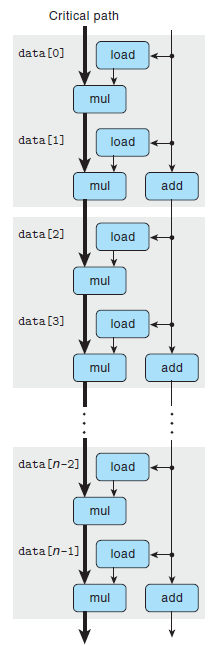 Critical path
data[0]
load
mul
data[1]
load
mul
add
data[2]
load
mul
data[3]
load
mul
add
data[n-2]
load
mul
data[n-1]
load
mul
add